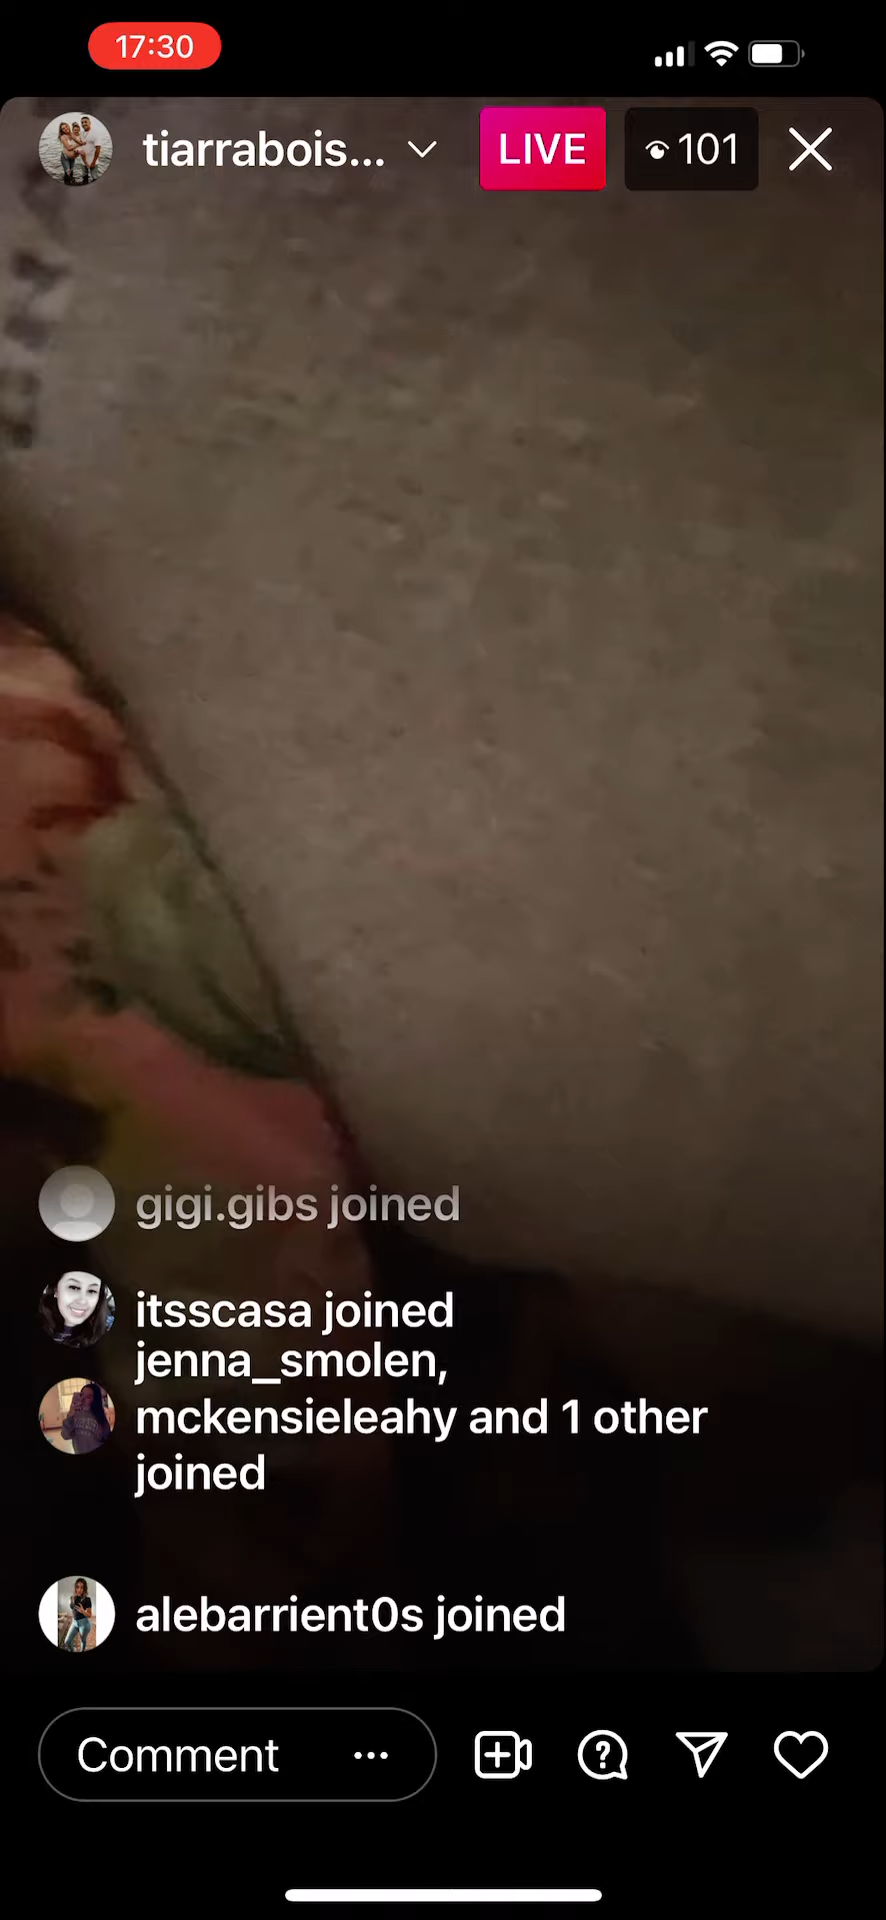 17:30
tiarrabois...
LIVE
101
gigi.gibs joined
itsscasa joined
jenna_smolen,
mckensieleahy and 1 other
joined
alebarrient0s joined
Comment